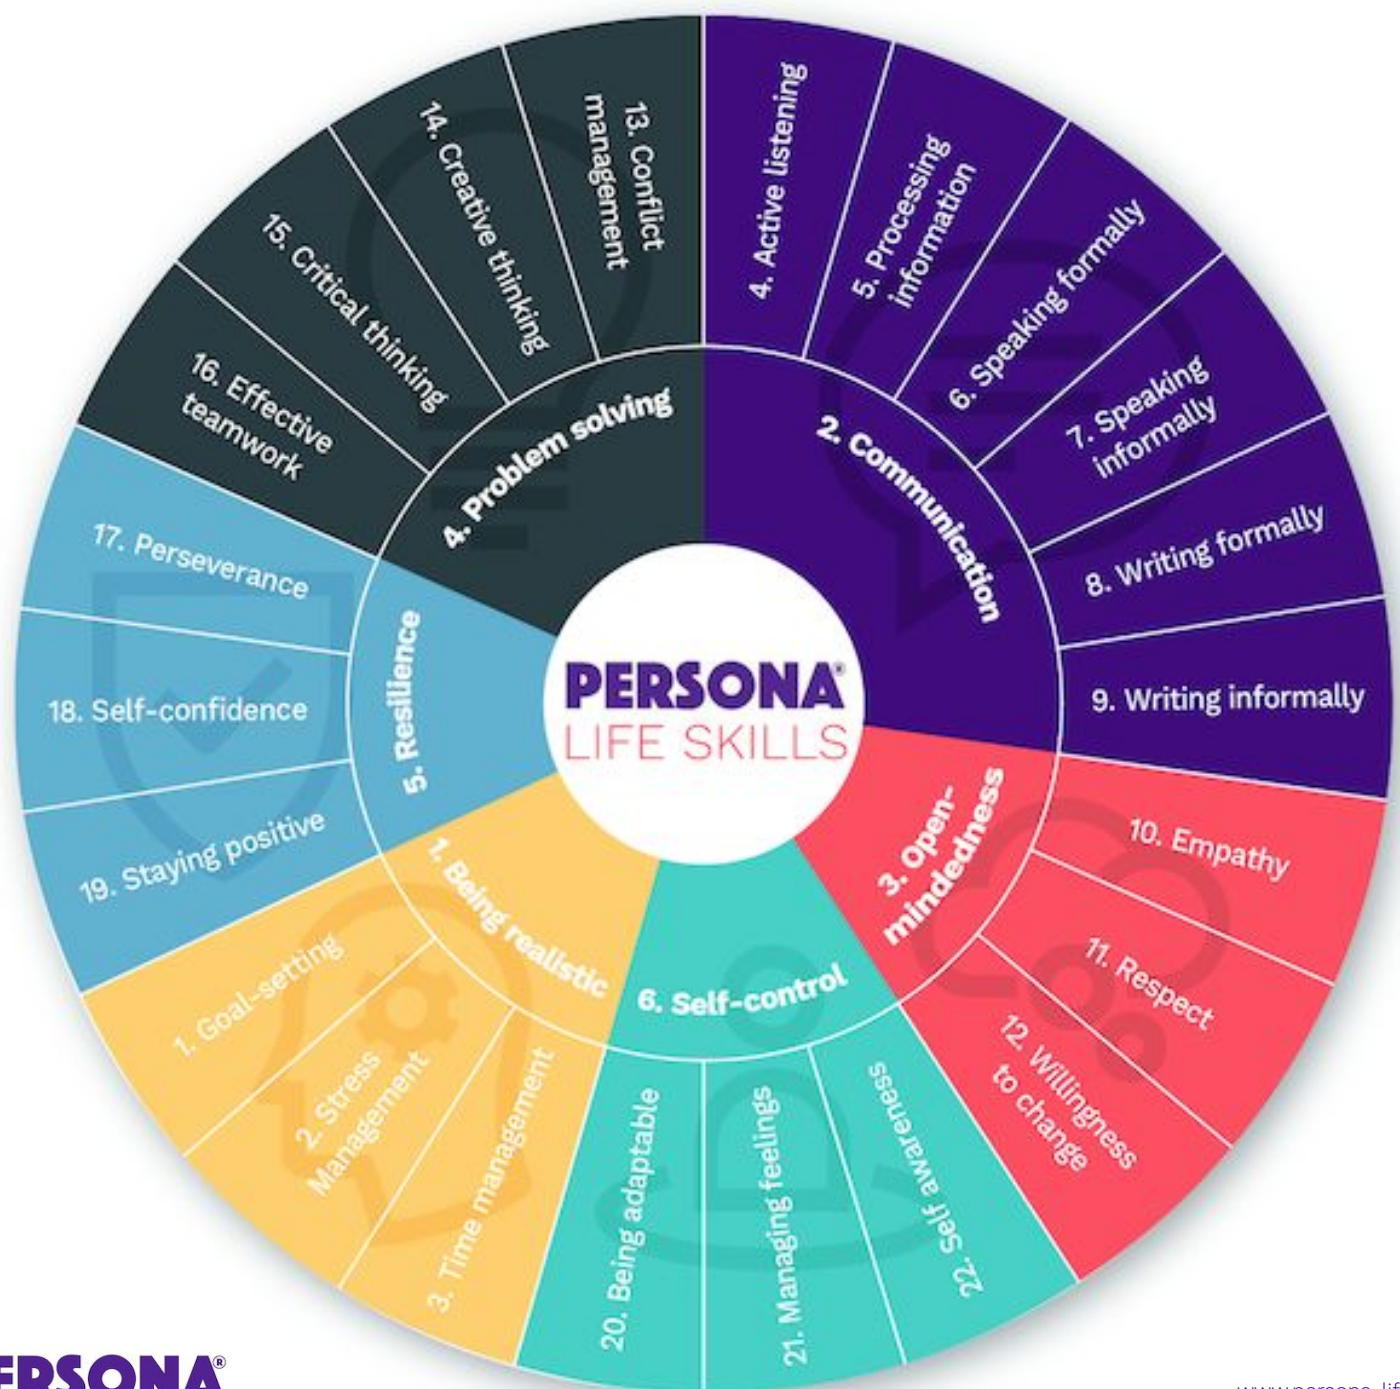 4. Active listening
5. Processing
information
6. Speaking formally
7. Speaking
informally
8. Writing formally
9. Writing informally
10. Empathy
11. Respect
12. Willingness
to change
22. Self awareness
21. Managing feelings
20. Being adaptable
3. Time management
2. Stress
Management
1. Goal-setting
19. Staying positive
18. Self-confidence
17. Perseverance
16. Effective
teamwork
15. Critical thinking
14. Creative thinking
13. Conflict
management
2. Communication
3. Open-
mindedness
6. Self-control
1. Being realistic
5. Resilience
4. Problem solving
PERSONA®
LIFE SKILLS
ERSONA®